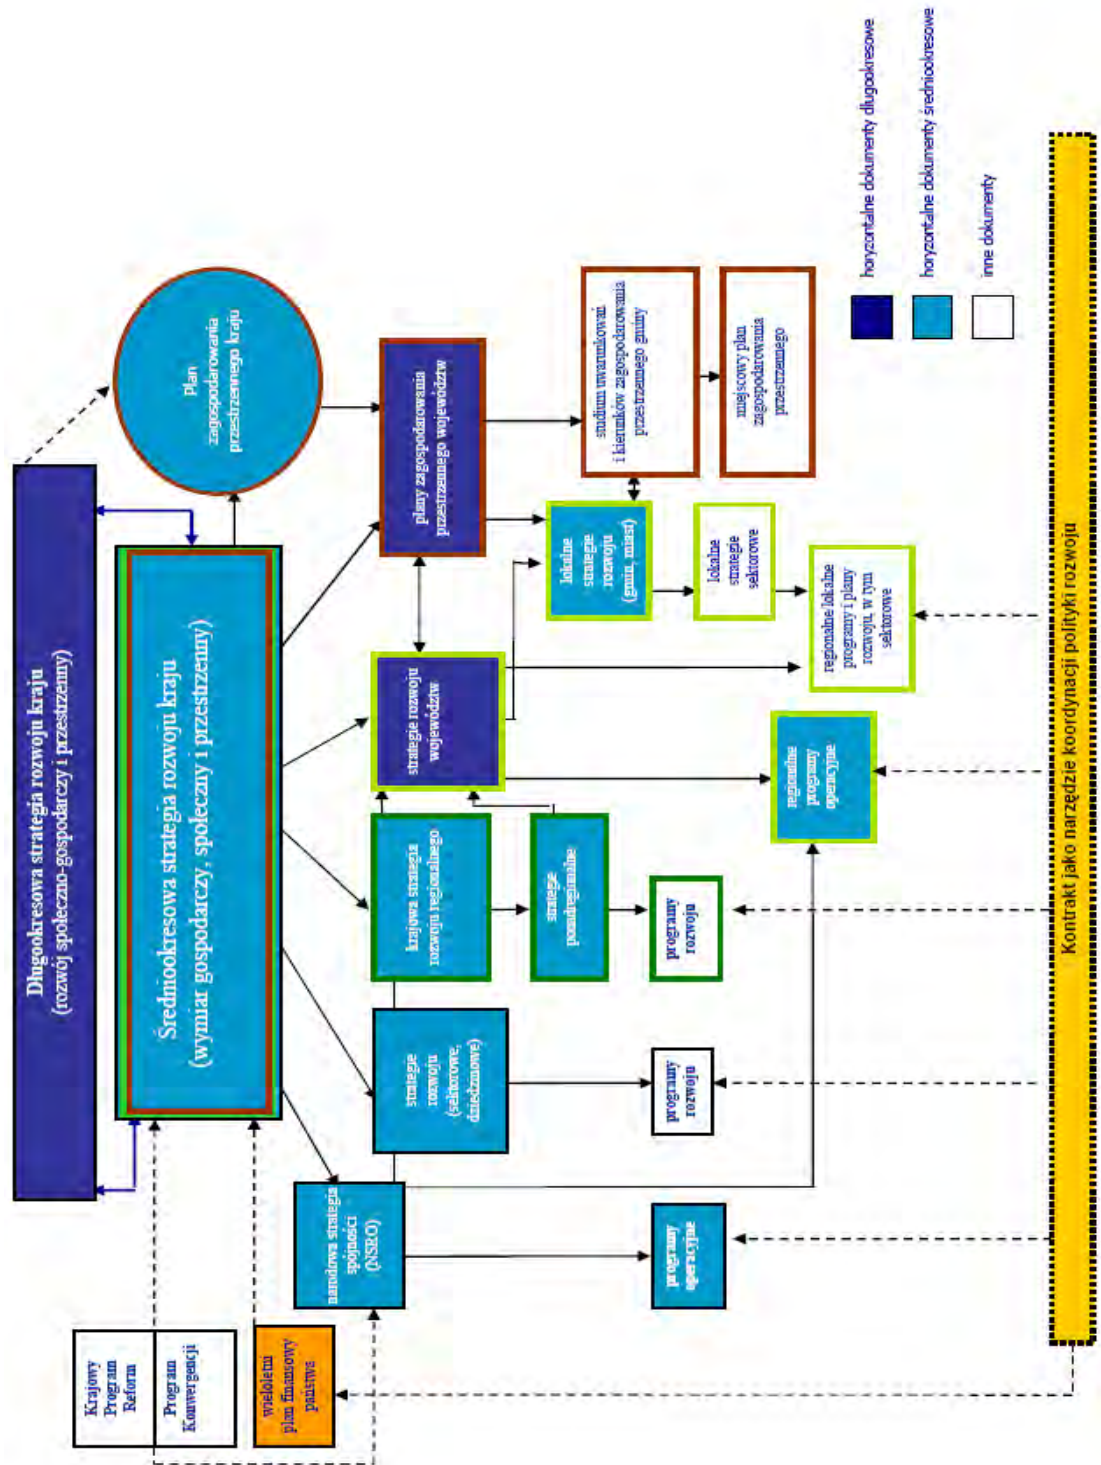 Długookresowa strategia rozwoju kraju
(rozwój społeczno-gospodarczy i przestrzenny)
Średniookresowa strategia rozwoju kraju
(wymiar gospodarczy, społeczny i przestrzenny)
Krajowy
Program
Reform
Program
Konwergencji
wieloletni
plan finansowy
państwa
plan
zagospodarowania
przestrzennego kraju
narodowa strategia
spójności
(NSRO)
strategie
rozwoju
(sektorowe,
dziedzinowe)
krajowa strategia
rozwoju regionalnego
strategie rozwoju
województw
plany zagospodarowania
przestrzennego województw
strategie
ponadregionalne
lokalne
strategie
rozwoju
(gmin, miast)
studium uwarunkowań
i kierunków zagospodarowania
przestrzennego gminy
programy
operacyjne
programy
rozwoju
programy
rozwoju
lokalne
strategie
sektorowe
miejscowy plan
zagospodarowania
przestrzennego
regionalne
programy
operacyjne
regionalne lokalne
programy i plany
rozwoju, w tym
sektorowe
horyzontalne dokumenty długookresowe
horyzontalne dokumenty średniookresowe
inne dokumenty
Kontrakt jako narzędzie koordynacji polityki rozwoju